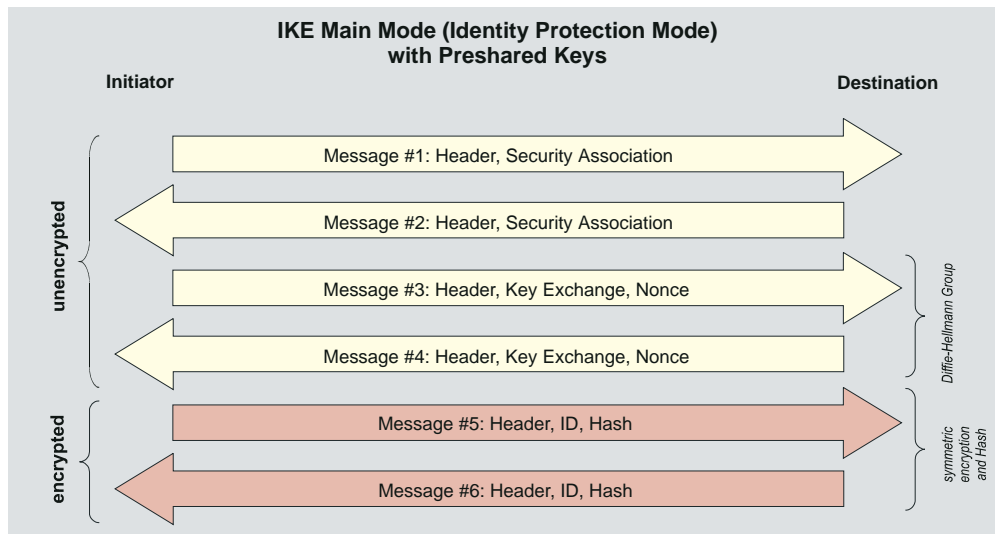 IKE Main Mode (Identity Protection Mode)
with Preshared Keys
Initiator
Destination
Message #1: Header, Security Association
Message #2: Header, Security Association
Message #3: Header, Key Exchange, Nonce
Message #4: Header, Key Exchange, Nonce
Message #5: Header, ID, Hash
Message #6: Header, ID, Hash
unencrypted
encrypted
Diffie-Hellmann Group
symmetric
encryption
and Hash